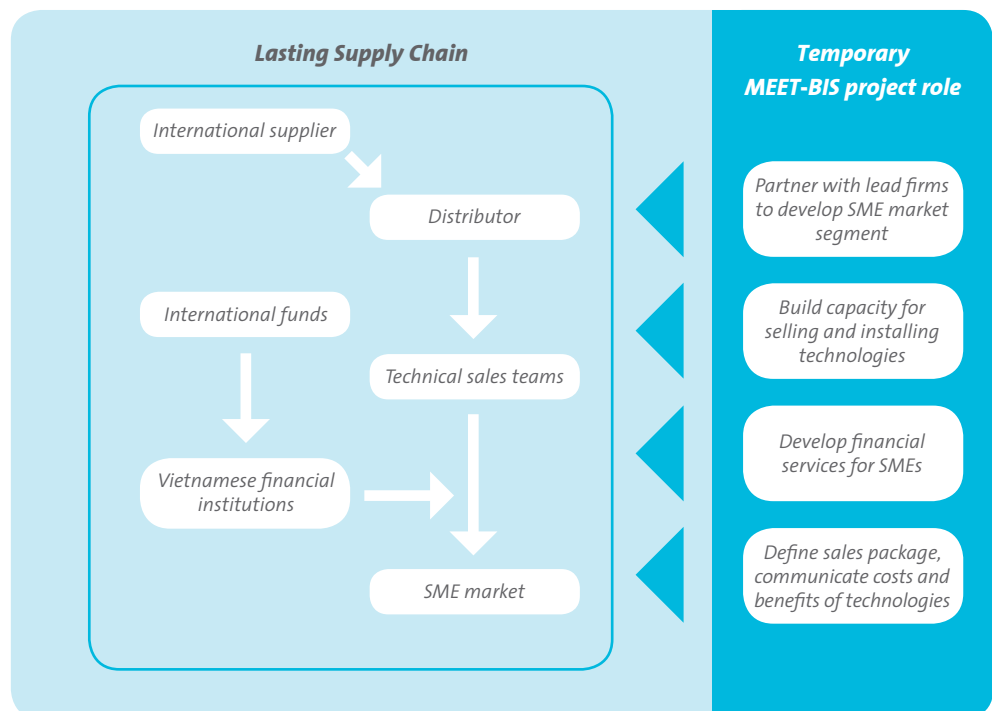 Lasting Supply Chain
International supplier
Distributor
International funds
Technical sales teams
Vietnamese financial
institutions
SME market
Temporary
MEET-BIS project role
Partner with lead firms
to develop SME market
segment
Build capacity for
selling and installing
technologies
Develop financial
services for SMEs
Define sales package,
communicate costs and
benefits of technologies